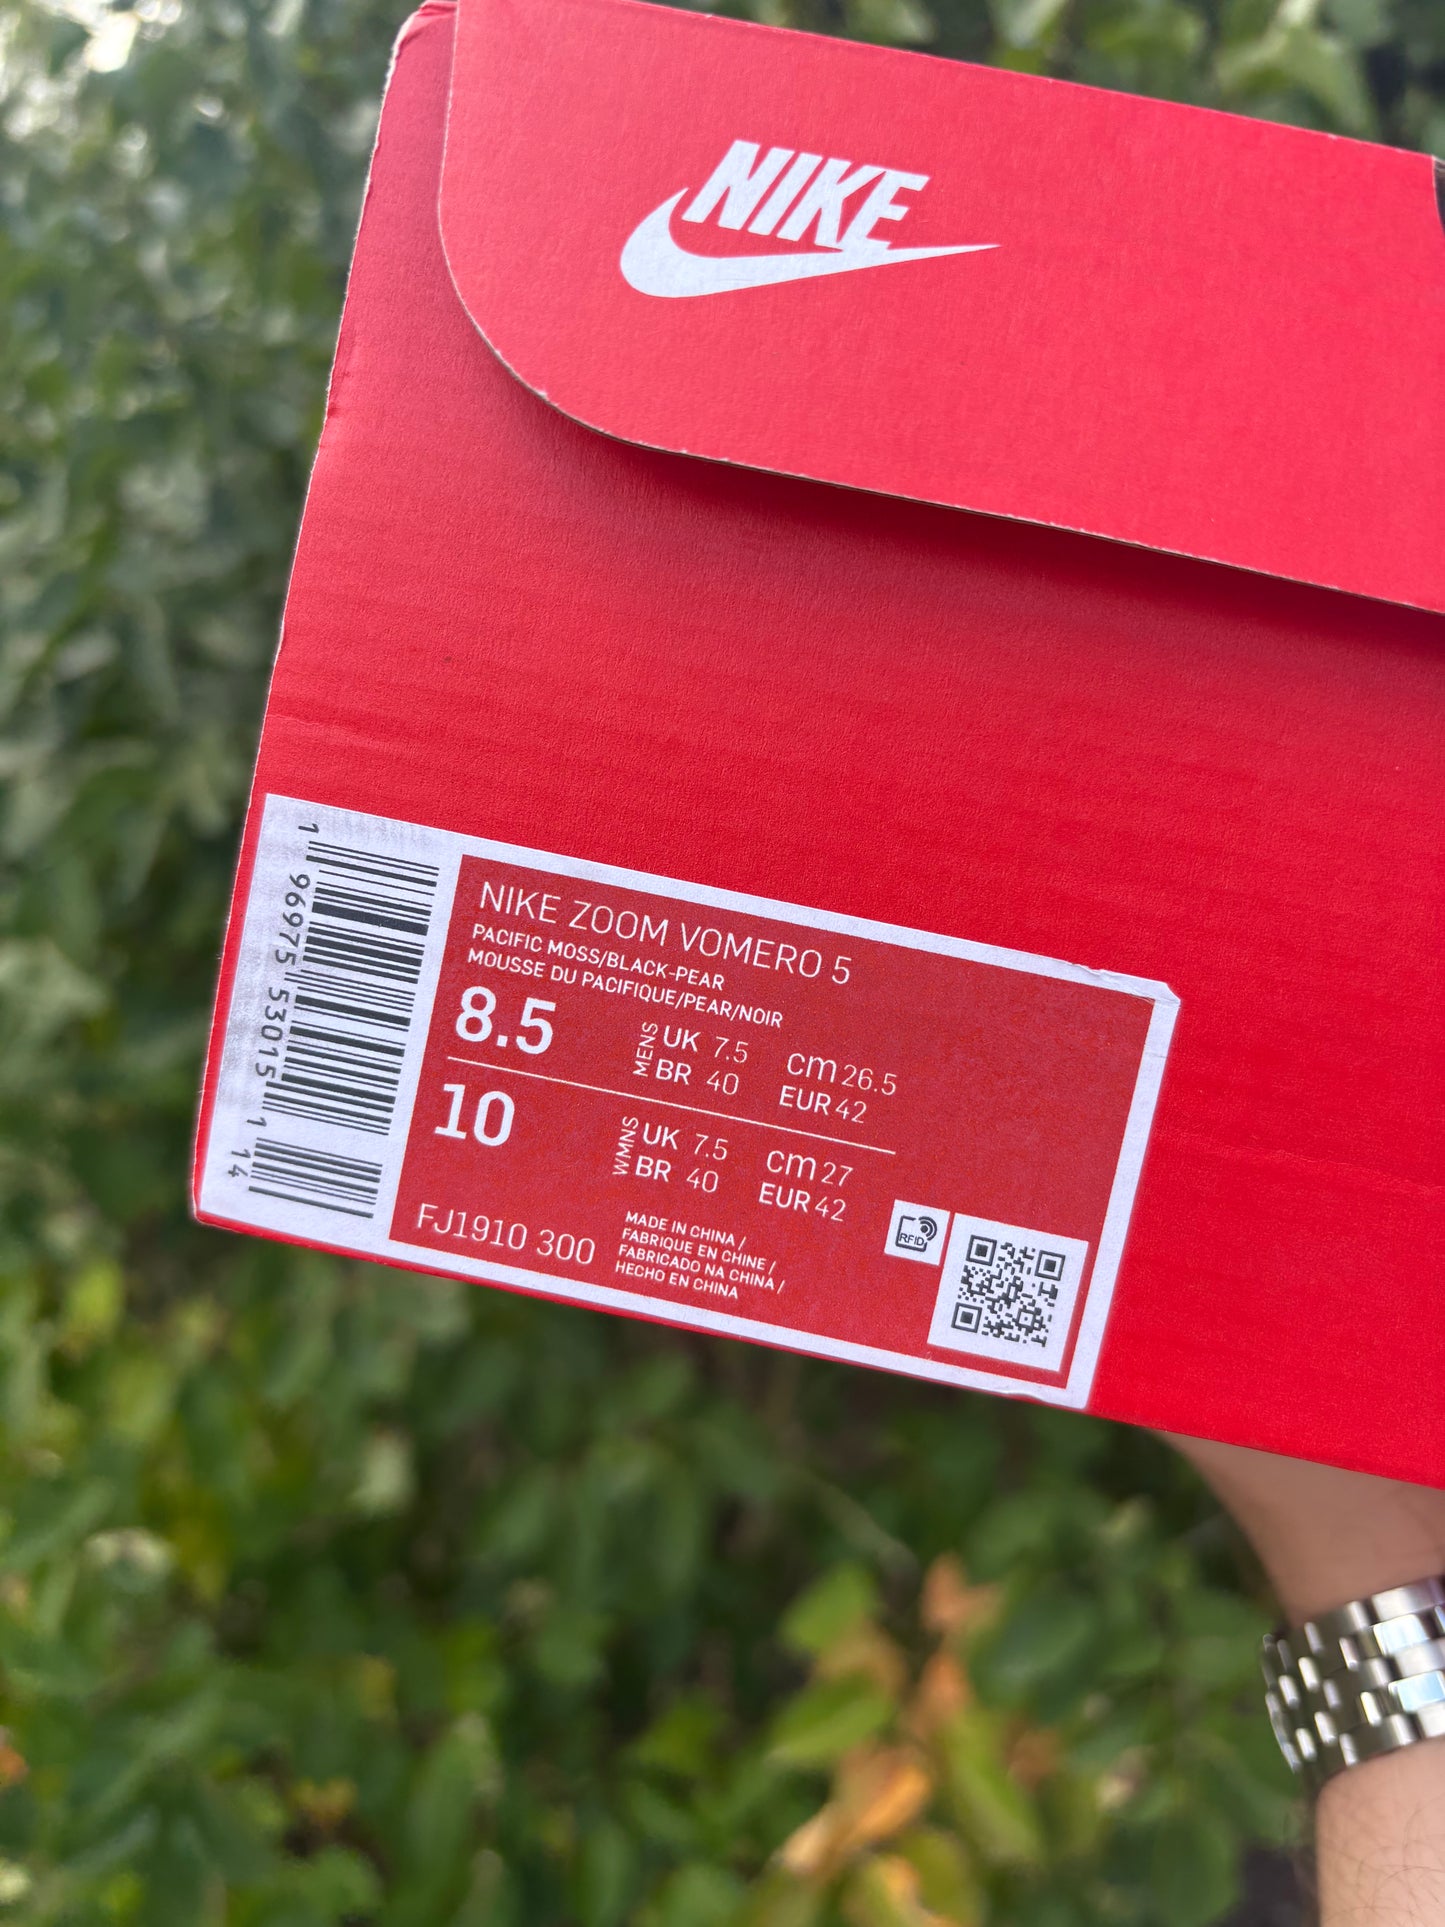 NIKE
NIKE ZOOM VOMERO 5
PACIFIC MOSS/BLACK-PEAR
MOUSSE DU PACIFIQUE/PEAR/NOIR
8.5 MENS UK 7.5 cm 26.5
BR 40 EUR 42
10 WMNS UK 7.5 cm 27
BR 40 EUR 42
FJ1910 300
MADE IN CHINA /
FABRIQUE EN CHINE /
FABRICADO NA CHINA /
HECHO EN CHINA
RFID
1 96975 53015 1 14